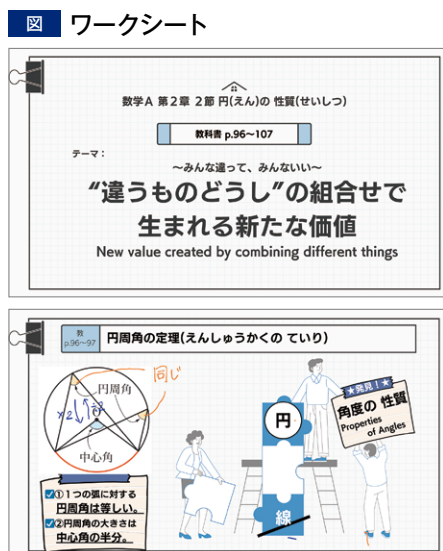 図 ワークシート
数学A 第2章 2節 円(えん)の 性質(せいしつ)
教科書 p.96〜107
テーマ：
〜みんな違って、みんないい〜
“違うものどうし”の組合せで
生まれる新たな価値
New value created by combining different things
教
p.96〜97
円周角の定理(えんしゅうかくの ていり)
同じ
円周角
×2
中心角
☑①1つの弧に対する
円周角は等しい。
☑②円周角の大きさは
中心角の半分。
円
線
★発見！★
角度の 性質
Properties
of Angles